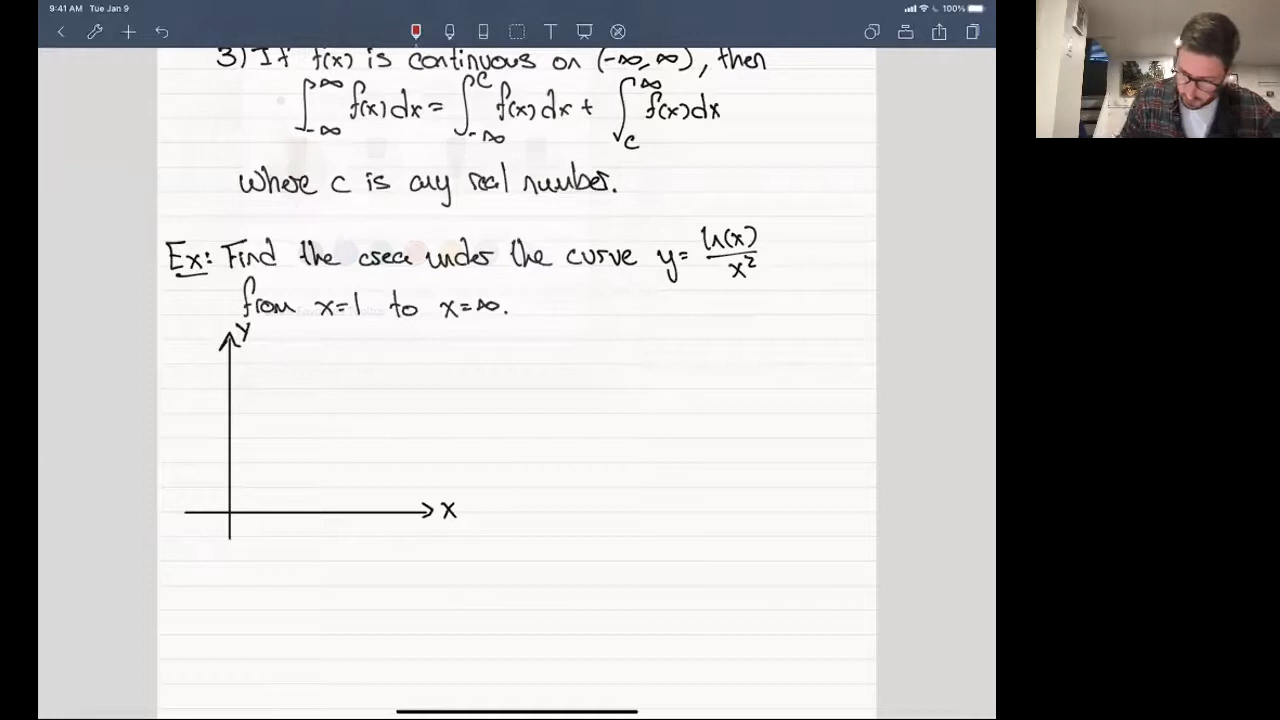 9:41 AM Tue Jan 9
100%
3) If f(x) is continuous on (-∞, ∞), then
∫_{-∞}^{∞} f(x) dx = ∫_{-∞}^{c} f(x) dx + ∫_{c}^{∞} f(x) dx
where c is any real number.
Ex: Find the area under the curve y = ln(x)/x²
from x=1 to x=∞.
y
x